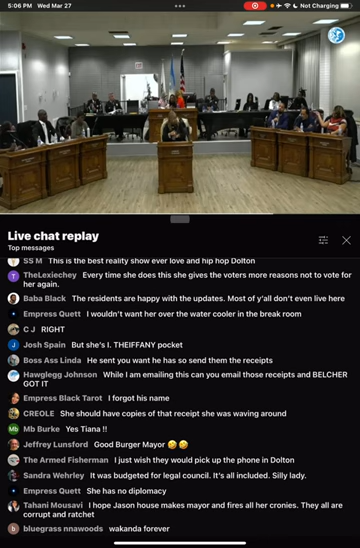 5:06 PM Wed Mar 27
Not Charging
Live chat replay
Top messages
SS M This is the best reality show ever love and hip hop Dolton
TheLexiechey Every time she does this she gives the voters more reasons not to vote for
her again.
Baba Black The residents are happy with the updates. Most of y'all don't even live here
Empress Quett I wouldn't want her over the water cooler in the break room
C J RIGHT
Josh Spain But she's I. THEIFFANY pocket
Boss Ass Linda He sent you want he has so send them the receipts
Hawglegg Johnson While I am emailing this can you email those receipts and BELCHER
GOT IT
Empress Black Tarot I forgot his name
CREOLE She should have copies of that receipt she was waving around
Mb Burke Yes Tiana !!
Jeffrey Lunsford Good Burger Mayor 🤣🤣
The Armed Fisherman I just wish they would pick up the phone in Dolton
Sandra Wehrley It was budgeted for legal council. It's all included. Silly lady.
Empress Quett She has no diplomacy
Tahani Mousavi I hope Jason house makes mayor and fires all her cronies. They all are
corrupt and ratchet
bluegrass nnawoods wakanda forever